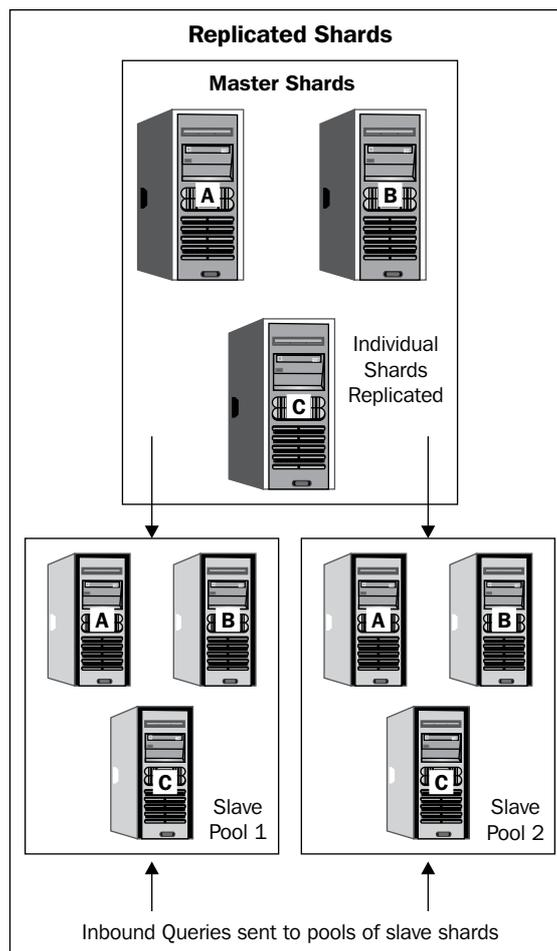 Replicated Shards
Master Shards
A
B
C
Individual
Shards
Replicated
A
B
C
Slave
Pool 1
A
B
C
Slave
Pool 2
Inbound Queries sent to pools of slave shards